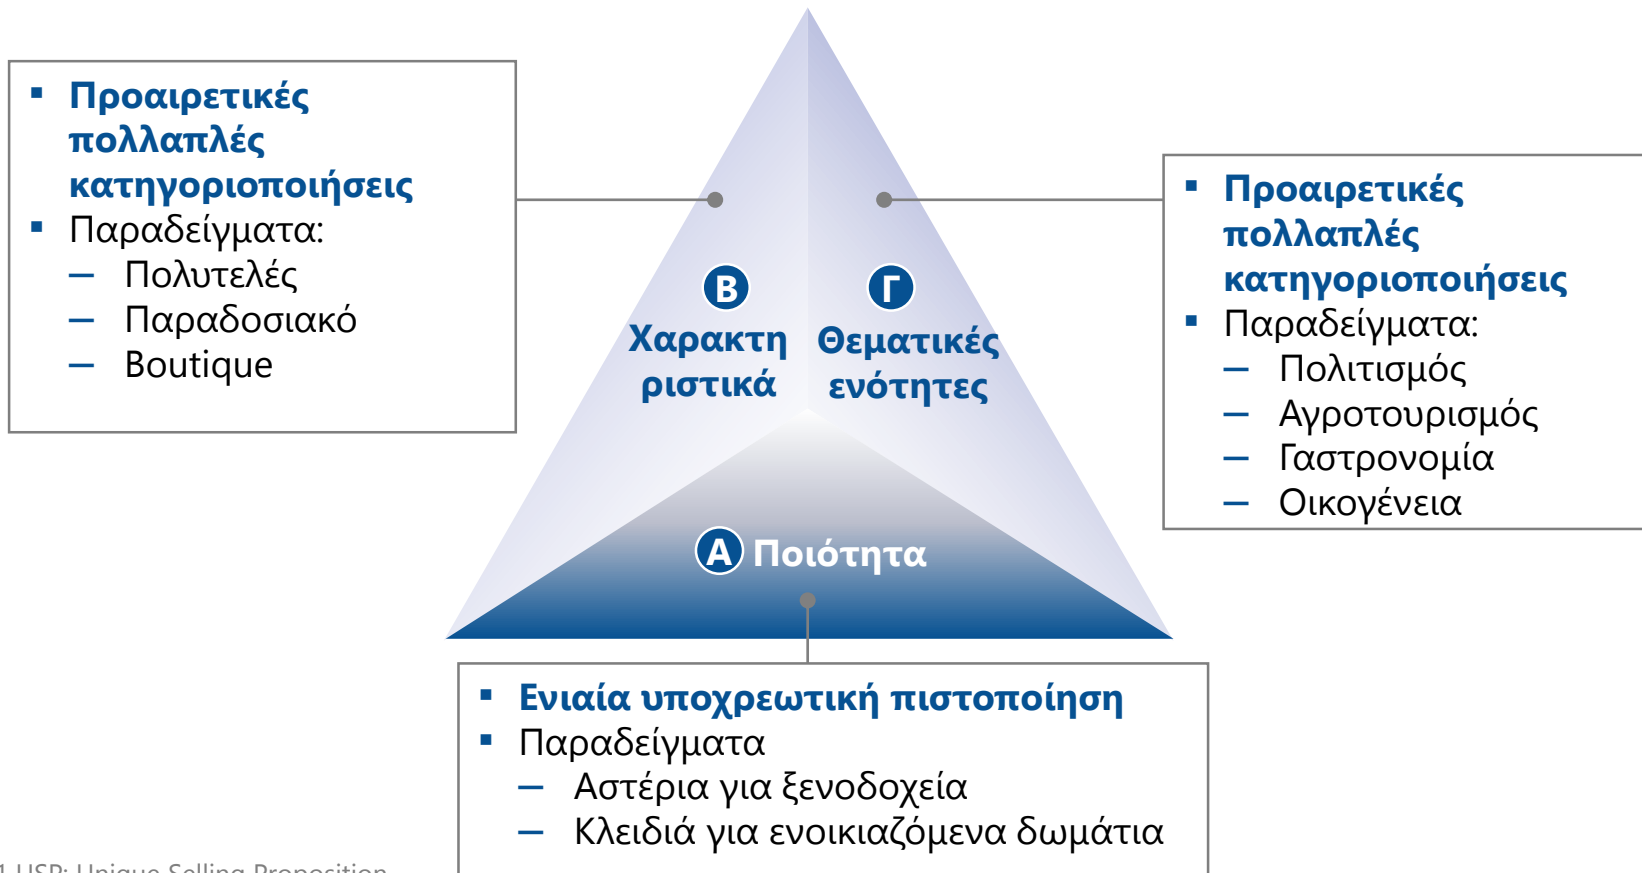 ▪ Προαιρετικές
πολλαπλές
κατηγοριοποιήσεις
▪ Παραδείγματα:
— Πολυτελές
— Παραδοσιακό
— Boutique
Β
Χαρακτη
ριστικά
Γ
Θεματικές
ενότητες
▪ Προαιρετικές
πολλαπλές
κατηγοριοποιήσεις
▪ Παραδείγματα:
— Πολιτισμός
— Αγροτουρισμός
— Γαστρονομία
— Οικογένεια
Α Ποιότητα
▪ Ενιαία υποχρεωτική πιστοποίηση
▪ Παραδείγματα
— Αστέρια για ξενοδοχεία
— Κλειδιά για ενοικιαζόμενα δωμάτια
1 USP: Unique Selling Proposition